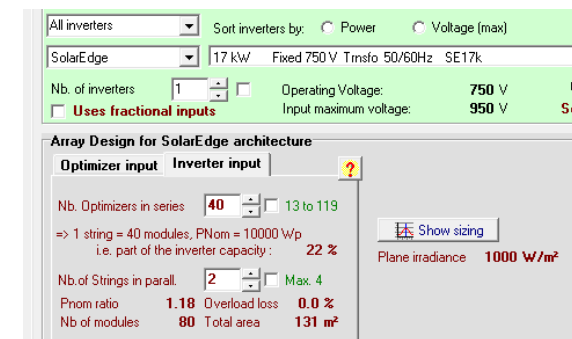 All inverters Sort inverters by: Power Voltage (max)
SolarEdge 17 kW Fixed 750 V Trnsfo 50/60Hz SE17k
Nb. of inverters 1 Operating Voltage: 750 V
Uses fractional inputs Input maximum voltage: 950 V
Array Design for SolarEdge architecture
Optimizer input Inverter input ?
Nb. Optimizers in series 40 13 to 119
=> 1 string = 40 modules, PNom = 10000 Wp
i.e. part of the inverter capacity : 22 %
Show sizing
Plane irradiance 1000 W/m²
Nb.of Strings in parall. 2 Max. 4
Pnom ratio 1.18 Overload loss 0.0 %
Nb of modules 80 Total area 131 m²